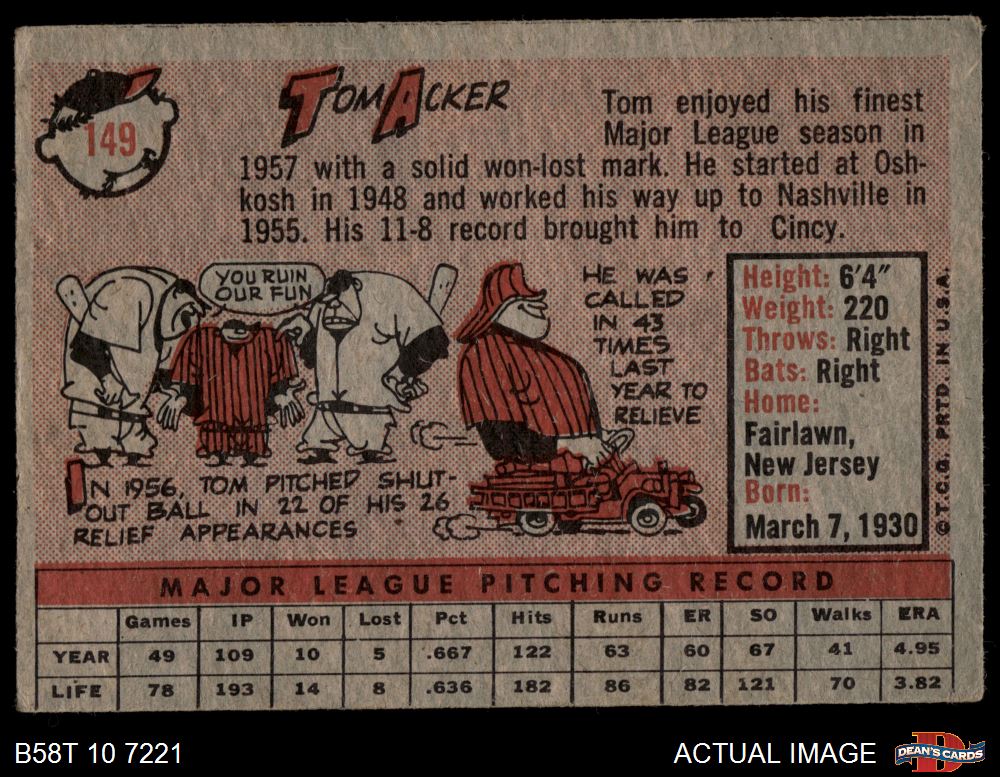 149
TOM ACKER
Tom enjoyed his finest
Major League season in
1957 with a solid won-lost mark. He started at Osh-
kosh in 1948 and worked his way up to Nashville in
1955. His 11-8 record brought him to Cincy.
YOU RUIN
OUR FUN
IN 1956, TOM PITCHED SHUT-
OUT BALL IN 22 OF HIS 26
RELIEF APPEARANCES
HE WAS
CALLED
IN 43
TIMES
LAST
YEAR TO
RELIEVE
Height: 6'4"
Weight: 220
Throws: Right
Bats: Right
Home:
Fairlawn,
New Jersey
Born:
March 7, 1930
© T.C.G. PRTD. IN U.S.A.
MAJOR LEAGUE PITCHING RECORD
Games IP Won Lost Pct Hits Runs ER SO Walks ERA
YEAR 49 109 10 5 .667 122 63 60 67 41 4.95
LIFE 78 193 14 8 .636 182 86 82 121 70 3.82
B58T 10 7221
ACTUAL IMAGE
D
DEAN'S CARDS